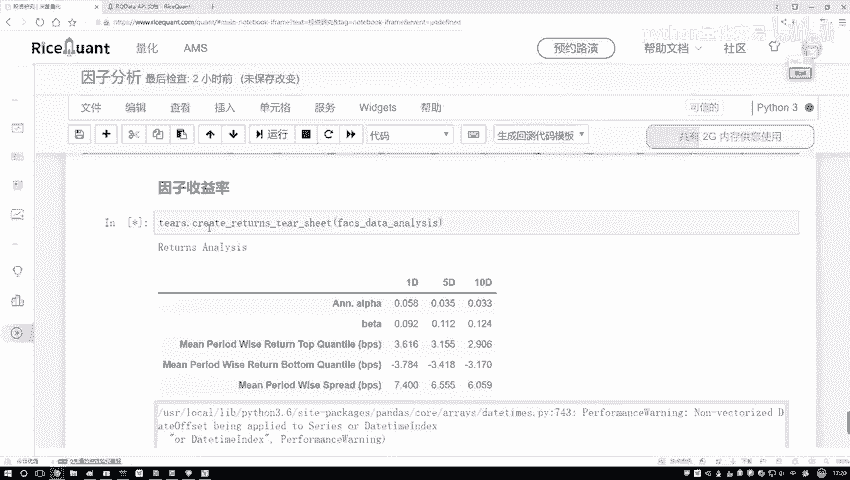 RQData API 文档 - RiceQuant
RiceQuant 量化 AMS 预约路演 帮助文档 社区
因子分析 最后检查: 2 小时前 (未保存改变)
文件 编辑 查看 插入 单元格 服务 Widgets 帮助 可信的 Python 3
运行 代码 生成回测代码模板 共有 2G 内存供您使用
因子收益率
In [*]: tears.create_returns_tear_sheet(facs_data_analysis)
Returns Analysis
1D 5D 10D
Ann. alpha 0.058 0.035 0.033
beta 0.092 0.112 0.124
Mean Period Wise Return Top Quantile (bps) 3.616 3.155 2.906
Mean Period Wise Return Bottom Quantile (bps) -3.784 -3.418 -3.170
Mean Period Wise Spread (bps) 7.400 6.555 6.059
/usr/local/lib/python3.6/site-packages/pandas/core/arrays/datetimes.py:743: PerformanceWarning: Non-vectorized D
ateOffset being applied to Series or DatetimeIndex
"or DatetimeIndex", PerformanceWarning)